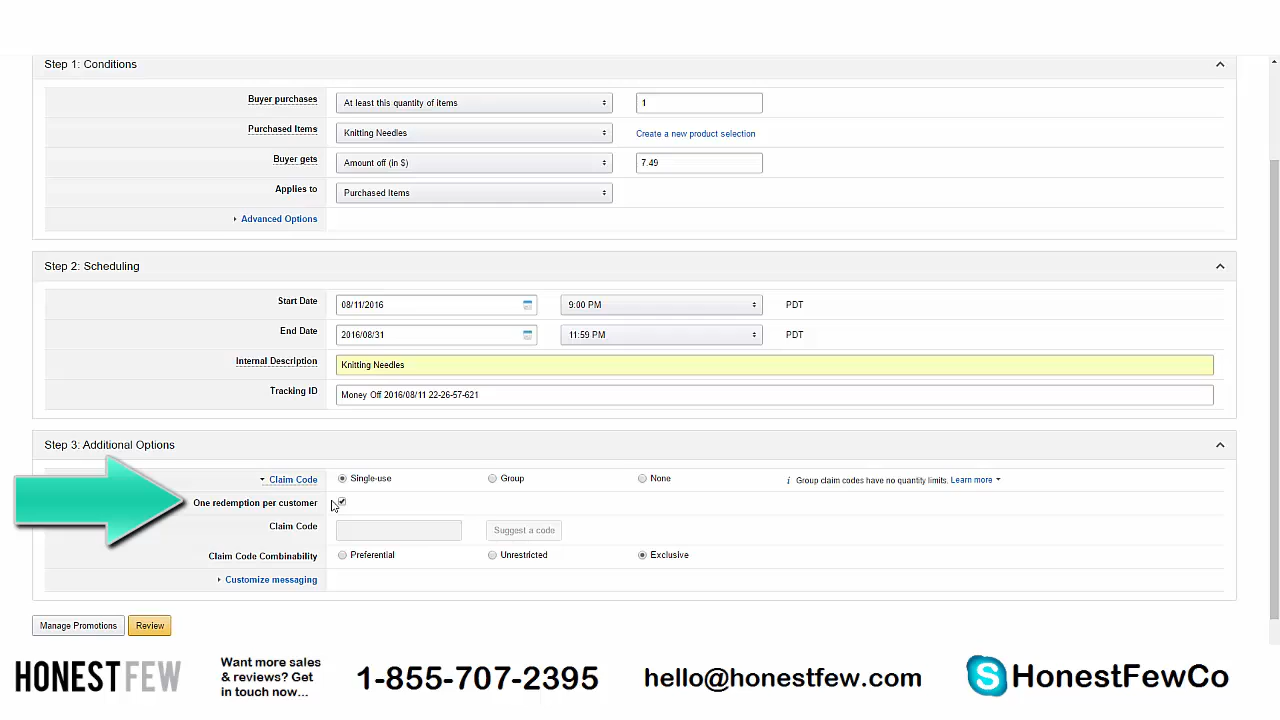 Step 1: Conditions
Buyer purchases At least this quantity of items 1
Purchased Items Knitting Needles Create a new product selection
Buyer gets Amount off (in $) 7.49
Applies to Purchased Items
Advanced Options
Step 2: Scheduling
Start Date 08/11/2016 9:00 PM PDT
End Date 2016/08/31 11:59 PM PDT
Internal Description Knitting Needles
Tracking ID Money Off 2016/08/11 22-26-57-621
Step 3: Additional Options
Claim Code Single-use Group None i Group claim codes have no quantity limits. Learn more
One redemption per customer
Claim Code Suggest a code
Claim Code Combinability Preferential Unrestricted Exclusive
Customize messaging
Manage Promotions Review
HONESTFEW
Want more sales
& reviews? Get
in touch now...
1-855-707-2395
hello@honestfew.com
S HonestFewCo